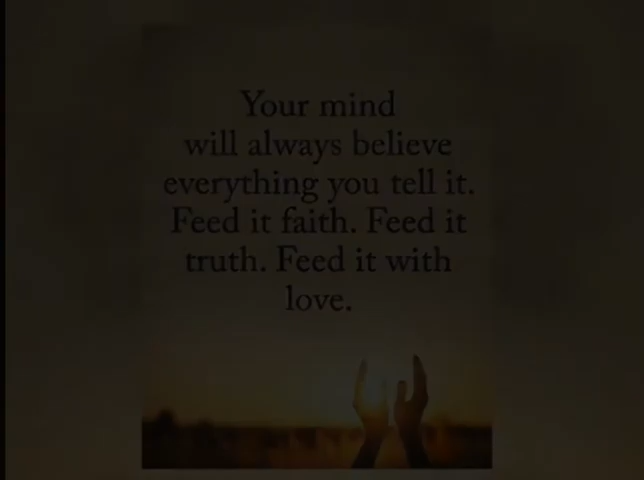 Your mind
will always believe
everything you tell it.
Feed it faith. Feed it
truth. Feed it with
love.